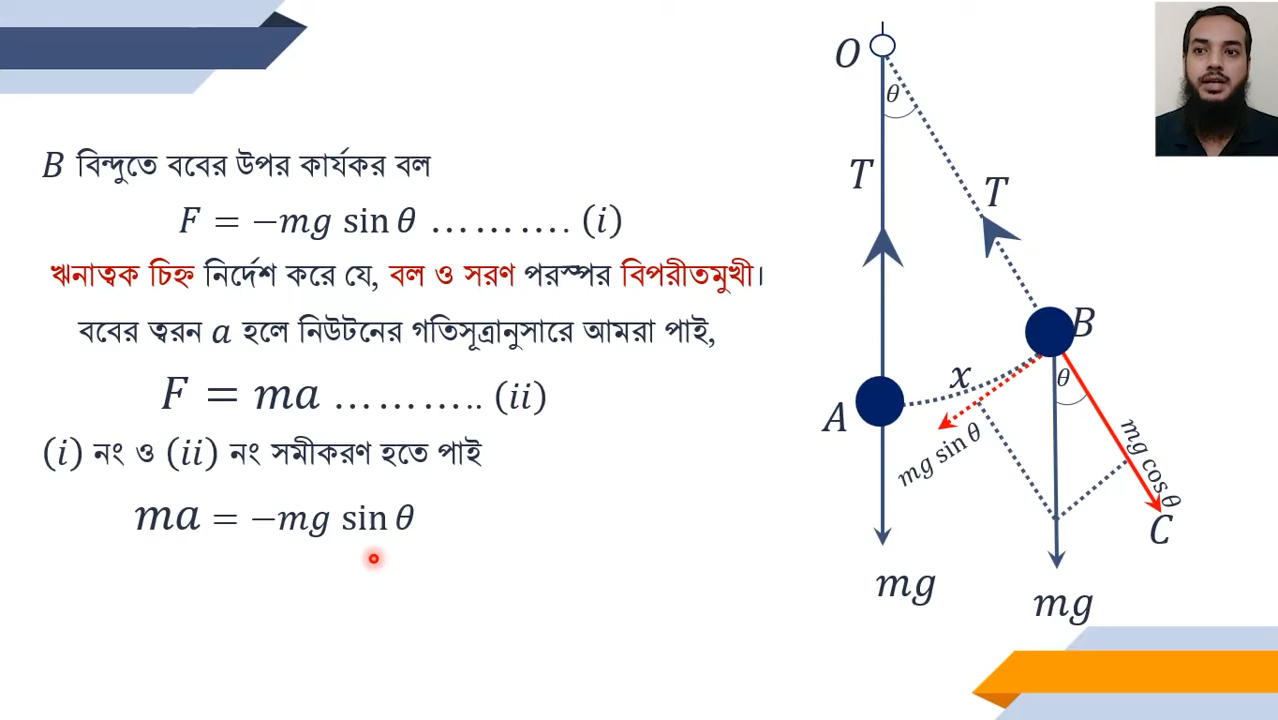 B বিন্দুতে ববের উপর কার্যকর বল
F = −mg sin θ ………. (i)
ঋনাত্বক চিহ্ন নির্দেশ করে যে, বল ও সরণ পরস্পর বিপরীতমুখী।
ববের ত্বরন a হলে নিউটনের গতিসূত্রানুসারে আমরা পাই,
F = ma ……….. (ii)
(i) নং ও (ii) নং সমীকরণ হতে পাই
ma = −mg sin θ
O
θ
T
T
B
x
θ
A
mg sin θ
mg cos θ
C
mg
mg